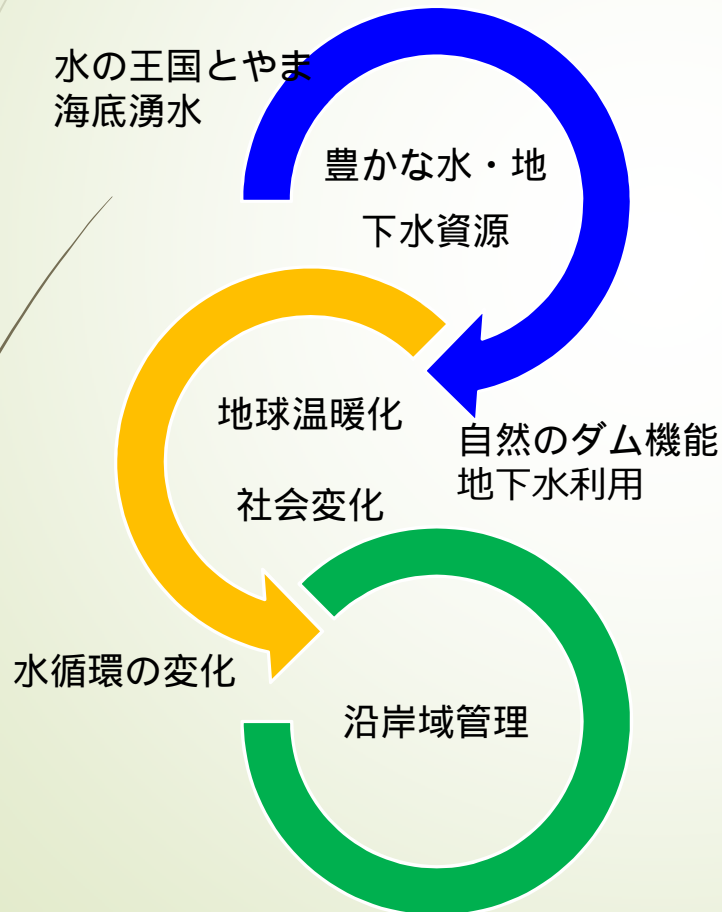 水の王国とやま
海底湧水
豊かな水・地
下水資源
地球温暖化
社会変化
自然のダム機能
地下水利用
水循環の変化
沿岸域管理